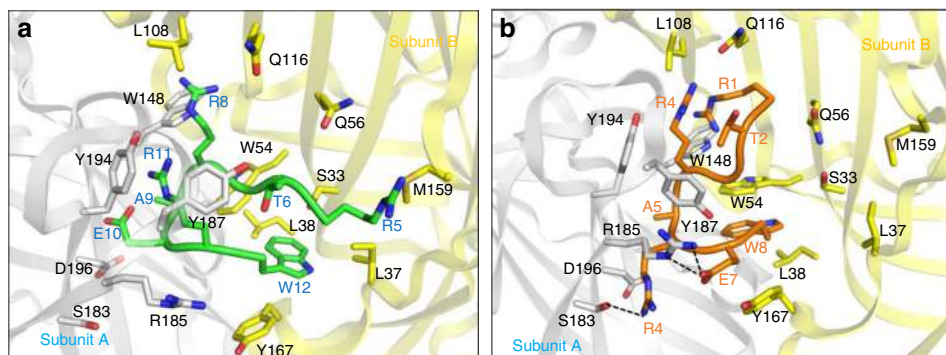 a
L108
Q116
Subunit B
W148
R8
Q56
Y194
R11
W54
S33
M159
A9
T6
R5
E10
Y187
L38
D196
L37
W12
S183
R185
Subunit A
Y167
b
L108
Q116
Subunit B
R4
R1
Y194
Q56
T2
M159
W148
S33
W54
A5
Y187
R185
L37
W8
D196
L38
E7
S183
Y167
R4
Subunit A